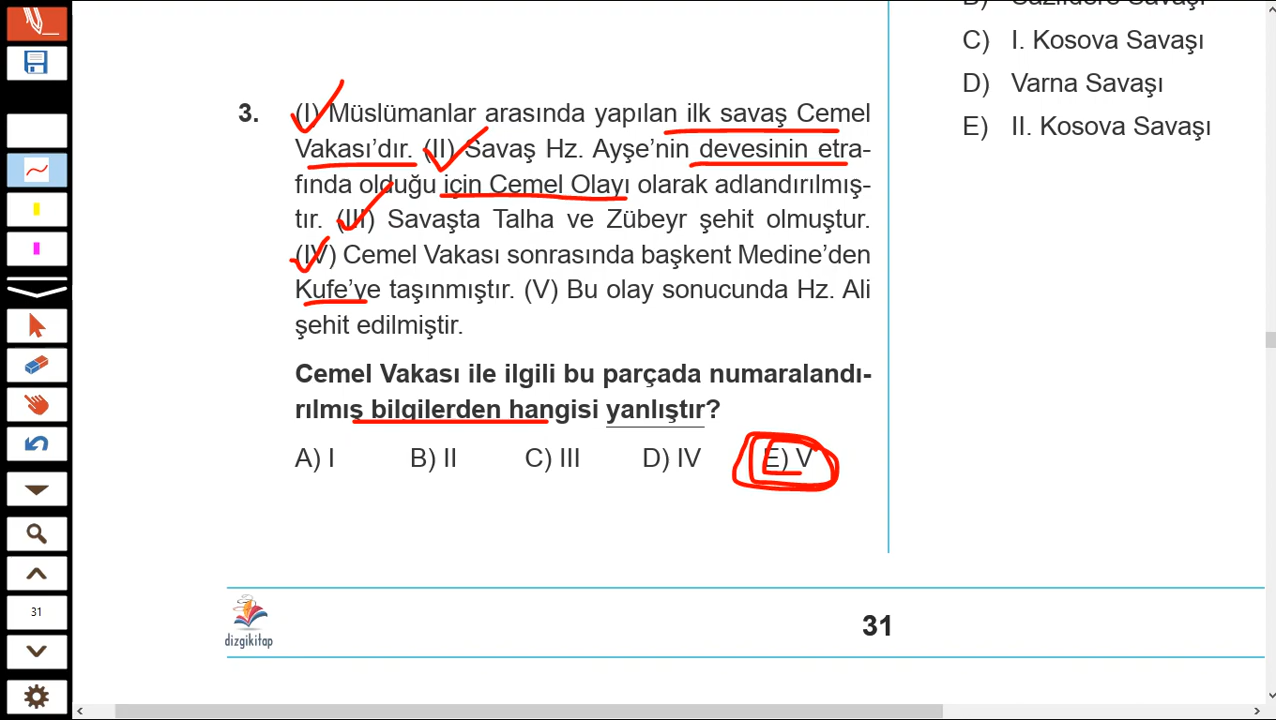 C) I. Kosova Savaşı
D) Varna Savaşı
E) II. Kosova Savaşı
3. (I) Müslümanlar arasında yapılan ilk savaş Cemel
Vakası’dır. (II) Savaş Hz. Ayşe’nin devesinin etra-
fında olduğu için Cemel Olayı olarak adlandırılmış-
tır. (III) Savaşta Talha ve Zübeyr şehit olmuştur.
(IV) Cemel Vakası sonrasında başkent Medine’den
Kufe’ye taşınmıştır. (V) Bu olay sonucunda Hz. Ali
şehit edilmiştir.
Cemel Vakası ile ilgili bu parçada numaralandı-
rılmış bilgilerden hangisi yanlıştır?
A) I B) II C) III D) IV E) V
31
dizgikitap
31